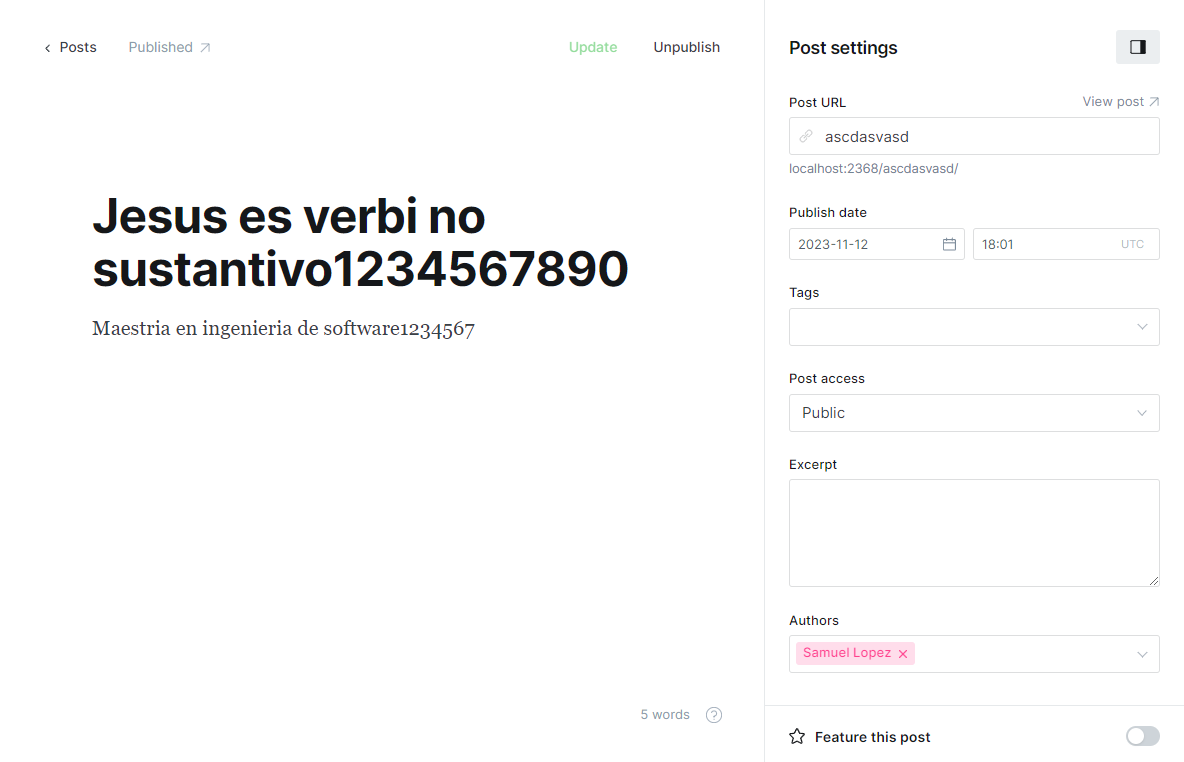 Posts
Published
Update
Unpublish
Jesus es verbi no
sustantivo1234567890
Maestria en ingenieria de software1234567
5 words
?
Post settings
Post URL
View post
ascdasvasd
localhost:2368/ascdasvasd/
Publish date
2023-11-12
18:01
UTC
Tags
Post access
Public
Excerpt
Authors
Samuel Lopez ×
Feature this post